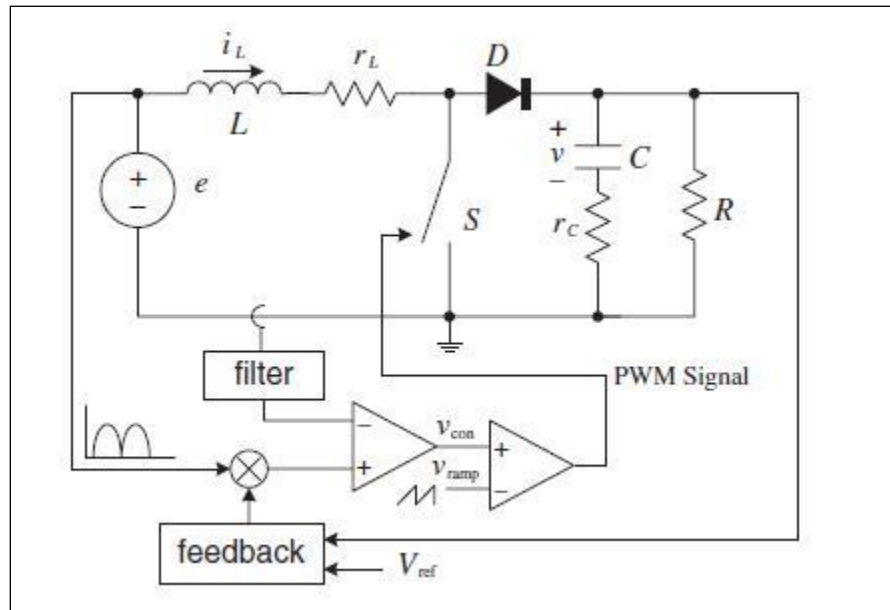 i_L
r_L
D
L
+
v
−
C
+
−
e
S
r_C
R
filter
PWM Signal
−
v_con
+
+
v_ramp
−
feedback
V_ref